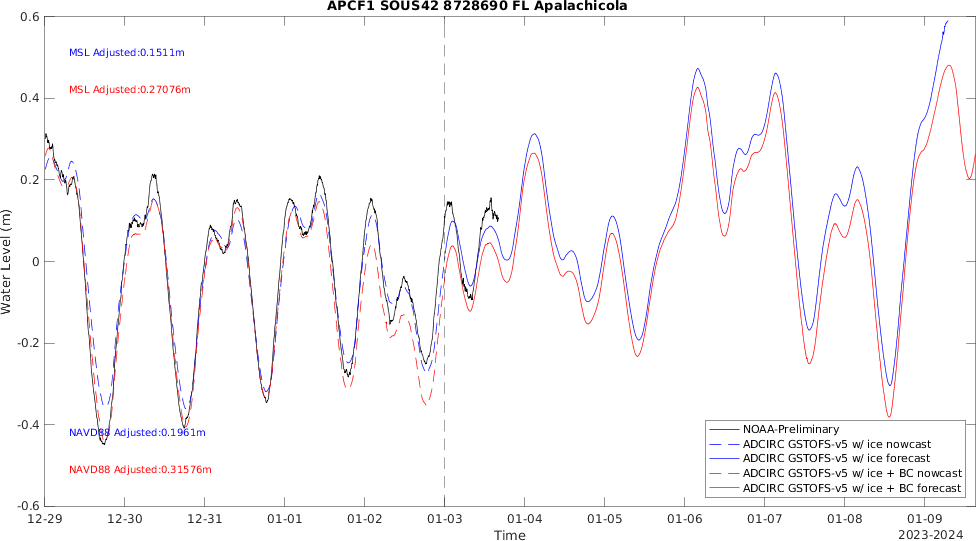 APCF1 SOUS42 8728690 FL Apalachicola
0.6
MSL Adjusted:0.1511m
MSL Adjusted:0.27076m
0.4
0.2
0
-0.2
-0.4
-0.6
Water Level (m)
NAVD88 Adjusted:0.1961m
NAVD88 Adjusted:0.31576m
NOAA-Preliminary
ADCIRC GSTOFS-v5 w/ ice nowcast
ADCIRC GSTOFS-v5 w/ ice forecast
ADCIRC GSTOFS-v5 w/ ice + BC nowcast
ADCIRC GSTOFS-v5 w/ ice + BC forecast
12-29 12-30 12-31 01-01 01-02 01-03 01-04 01-05 01-06 01-07 01-08 01-09
Time
2023-2024